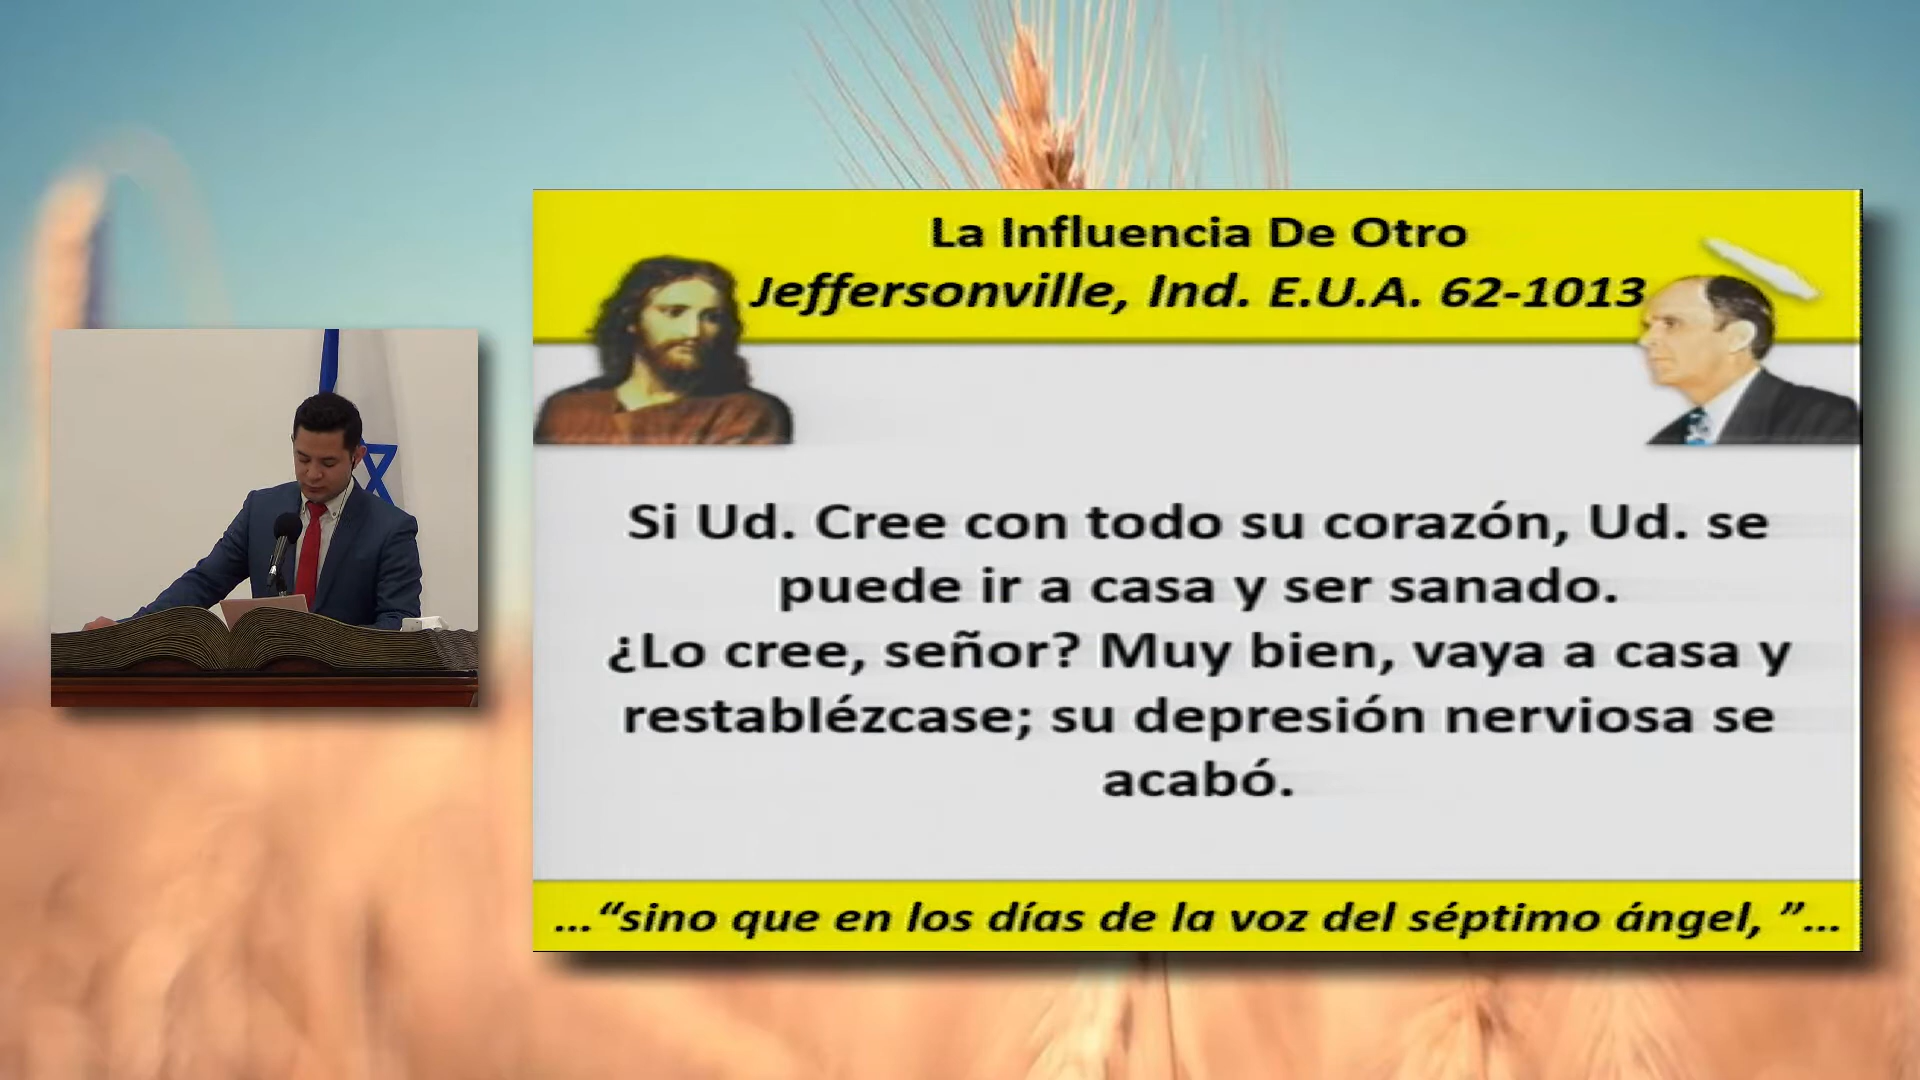 La Influencia De Otro
Jeffersonville, Ind. E.U.A. 62-1013
Si Ud. Cree con todo su corazón, Ud. se
puede ir a casa y ser sanado.
¿Lo cree, señor? Muy bien, vaya a casa y
restablézcase; su depresión nerviosa se
acabó.
...“sino que en los días de la voz del séptimo ángel, ”...